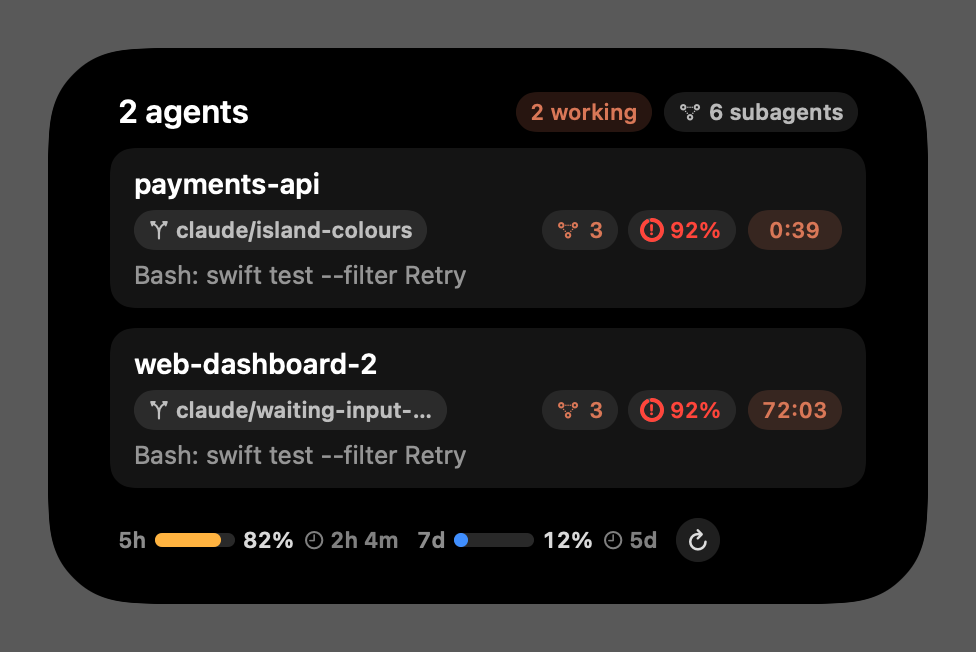 2 agents 2 working 6 subagents
payments-api
claude/island-colours 3 92% 0:39
Bash: swift test --filter Retry
web-dashboard-2
claude/waiting-input-... 3 92% 72:03
Bash: swift test --filter Retry
5h 82% 2h 4m 7d 12% 5d